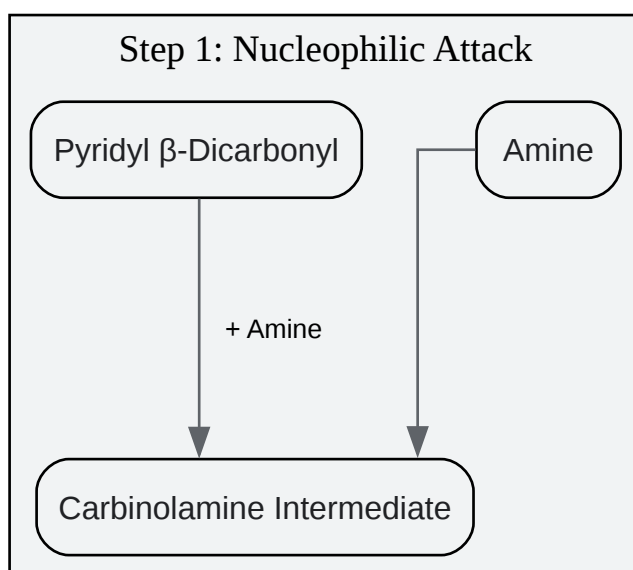 Step 1: Nucleophilic Attack
Pyridyl β-Dicarbonyl
Amine
+ Amine
Carbinolamine Intermediate